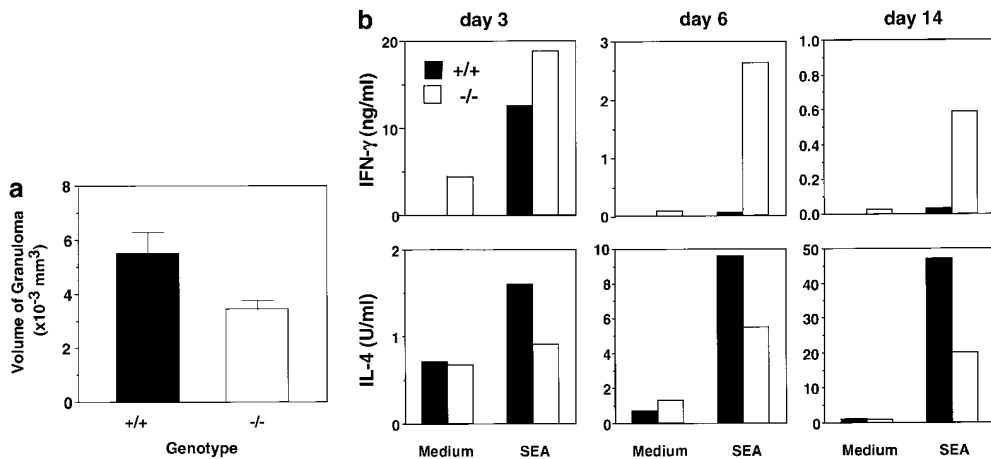 a
Volume of Granuloma
(x10⁻³ mm³)
8
6
4
2
0
+/+
-/-
Genotype
b
day 3
day 6
day 14
IFN-γ (ng/ml)
20
10
0
+/+
-/-
3
2
1
0
1.0
0.8
0.6
0.4
0.2
0.0
IL-4 (U/ml)
2
1
0
10
8
6
4
2
0
50
40
30
20
10
0
Medium
SEA
Medium
SEA
Medium
SEA